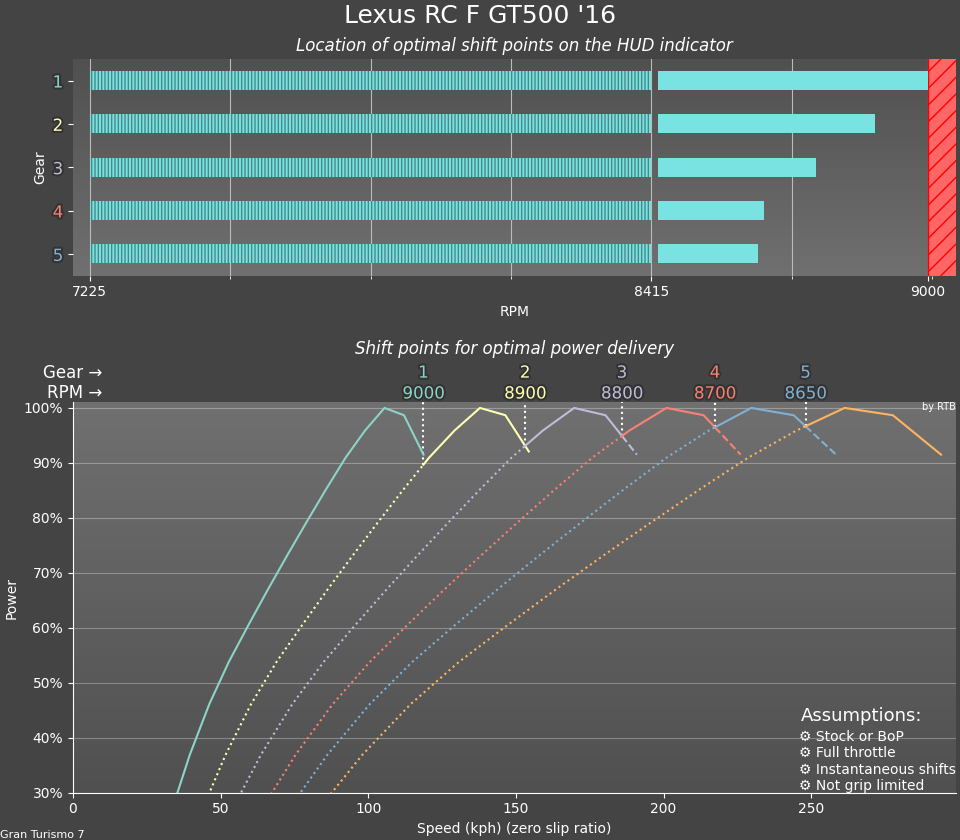 Lexus RC F GT500 '16
Location of optimal shift points on the HUD indicator
Gear
1
2
3
4
5
7225 8415 9000
RPM
Shift points for optimal power delivery
Gear → 1 2 3 4 5
RPM → 9000 8900 8800 8700 8650
by RTB
Power
100%
90%
80%
70%
60%
50%
40%
30%
Assumptions:
⚙ Stock or BoP
⚙ Full throttle
⚙ Instantaneous shifts
⚙ Not grip limited
0 50 100 150 200 250
Speed (kph) (zero slip ratio)
Gran Turismo 7